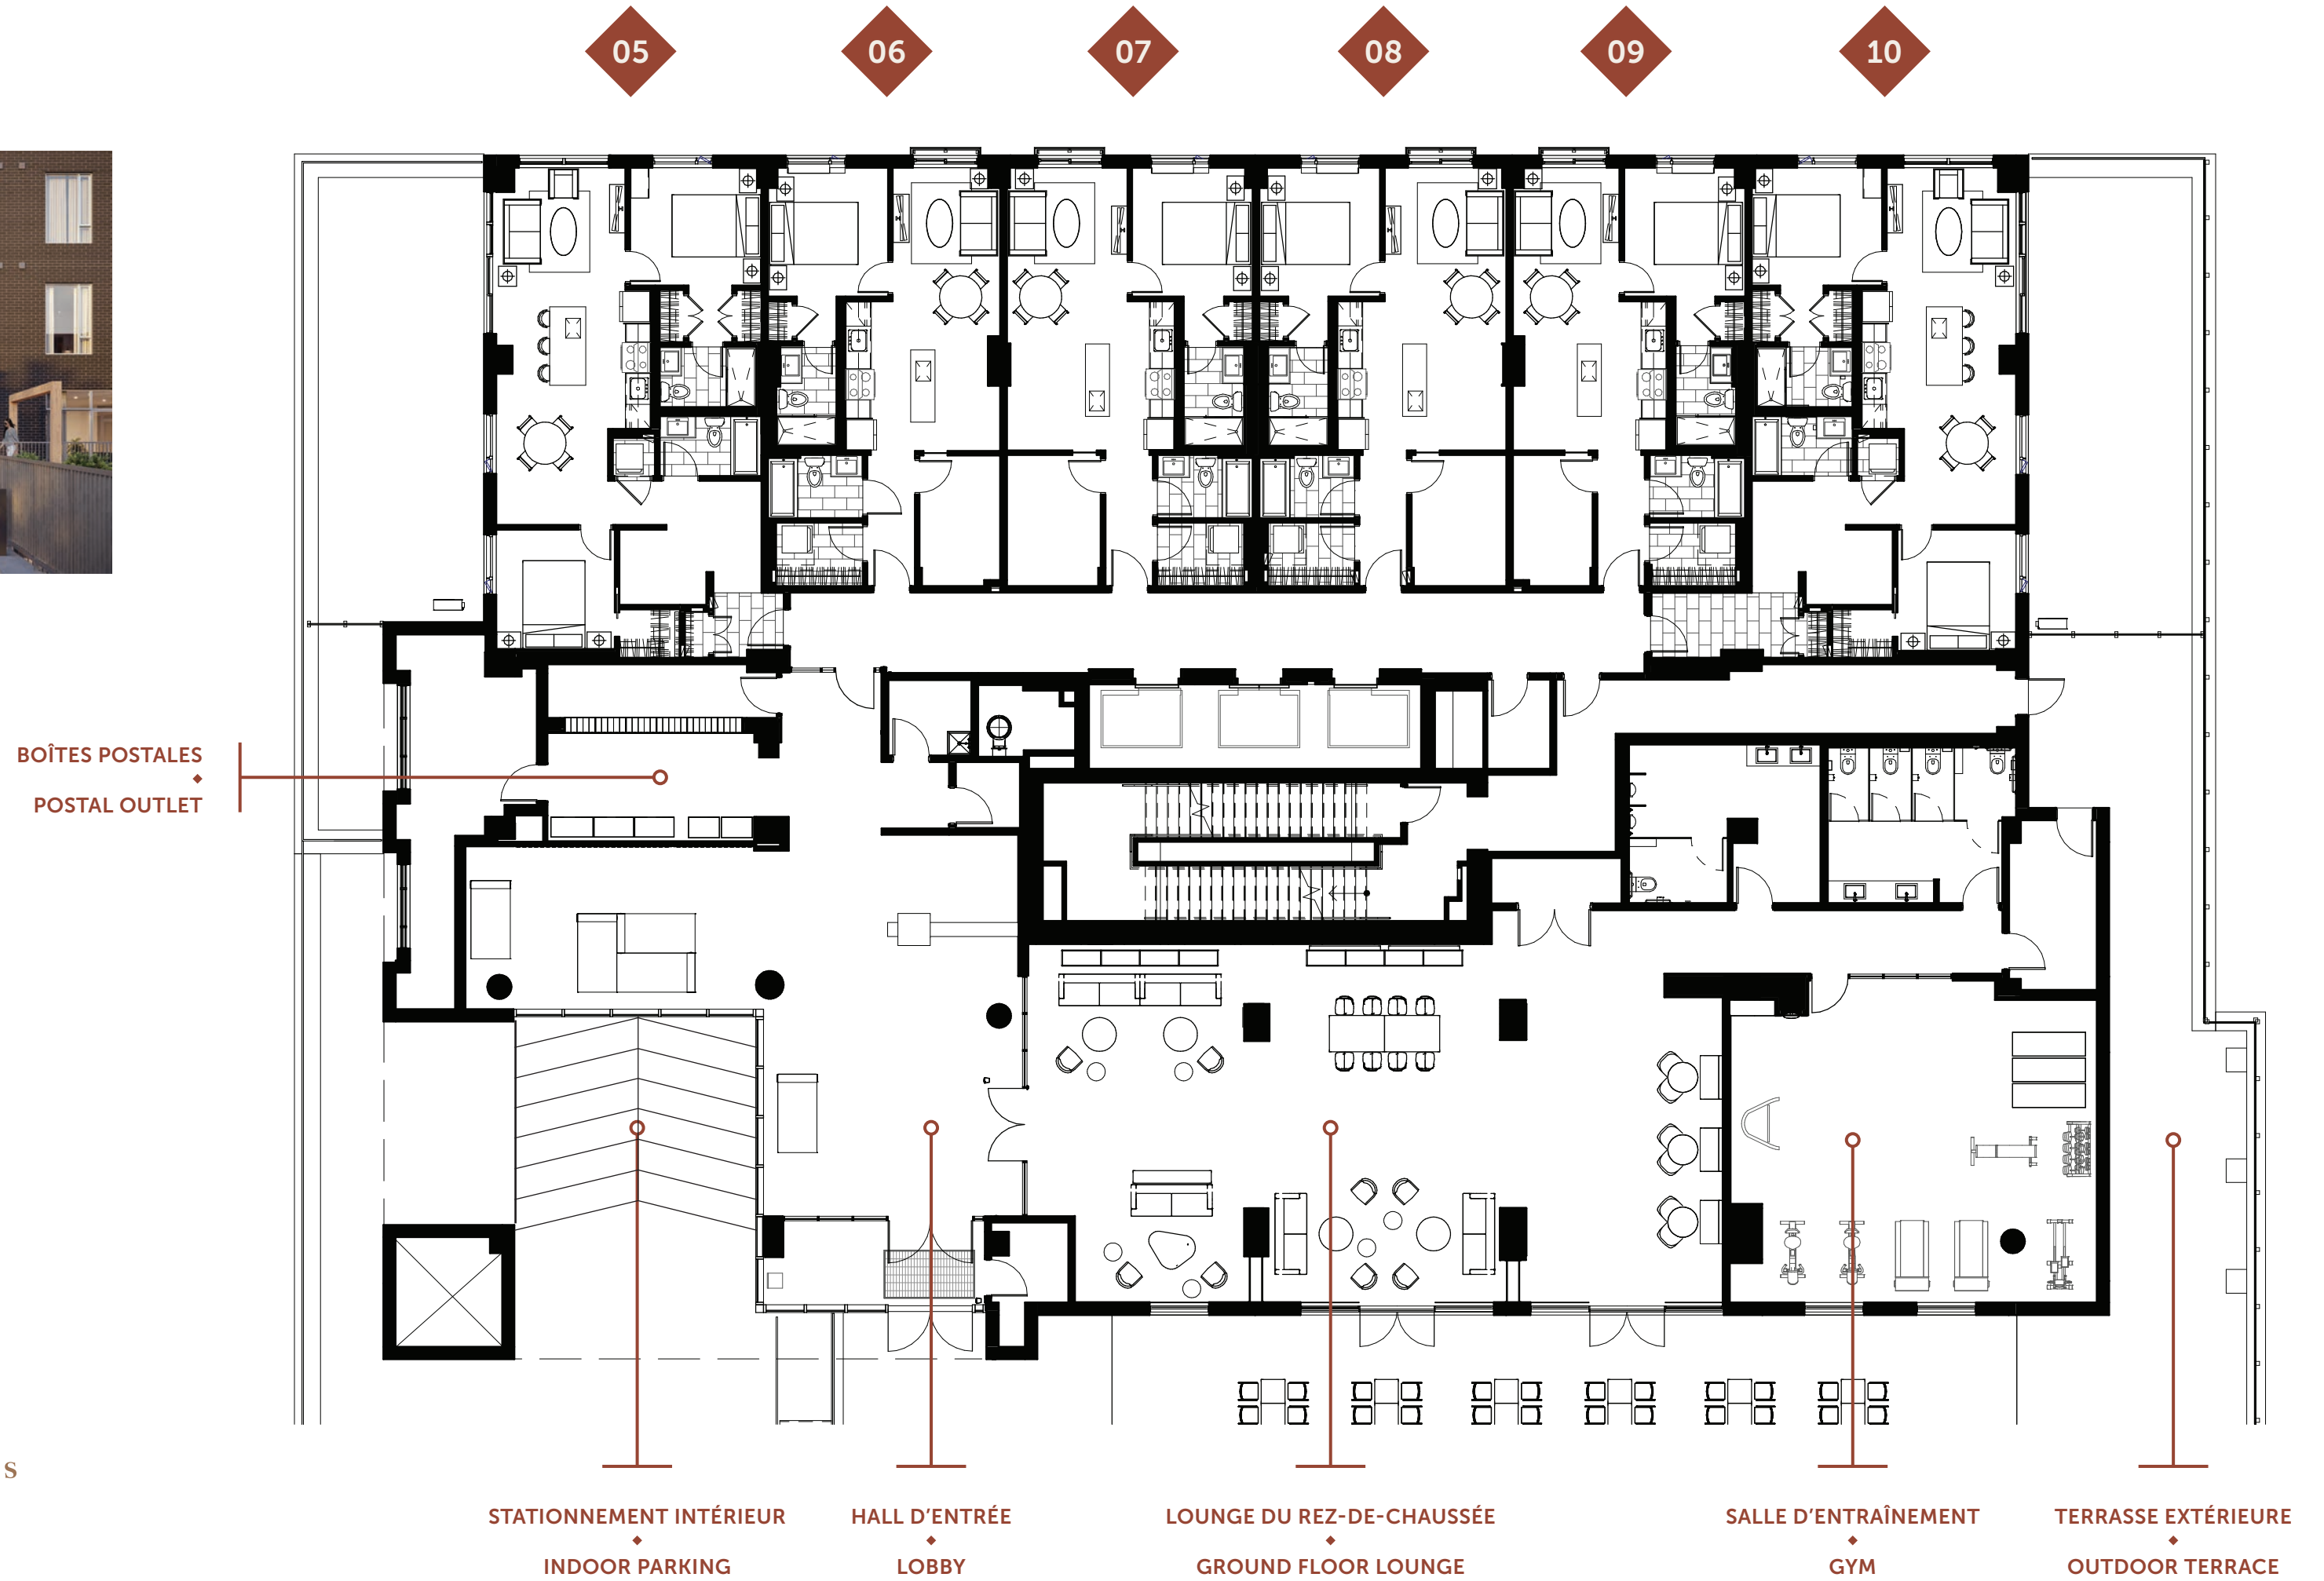 05
06
07
08
09
10
BOÎTES POSTALES
POSTAL OUTLET
S
STATIONNEMENT INTÉRIEUR
INDOOR PARKING
HALL D’ENTRÉE
LOBBY
LOUNGE DU REZ-DE-CHAUSSÉE
GROUND FLOOR LOUNGE
SALLE D’ENTRAÎNEMENT
GYM
TERRASSE EXTÉRIEURE
OUTDOOR TERRACE